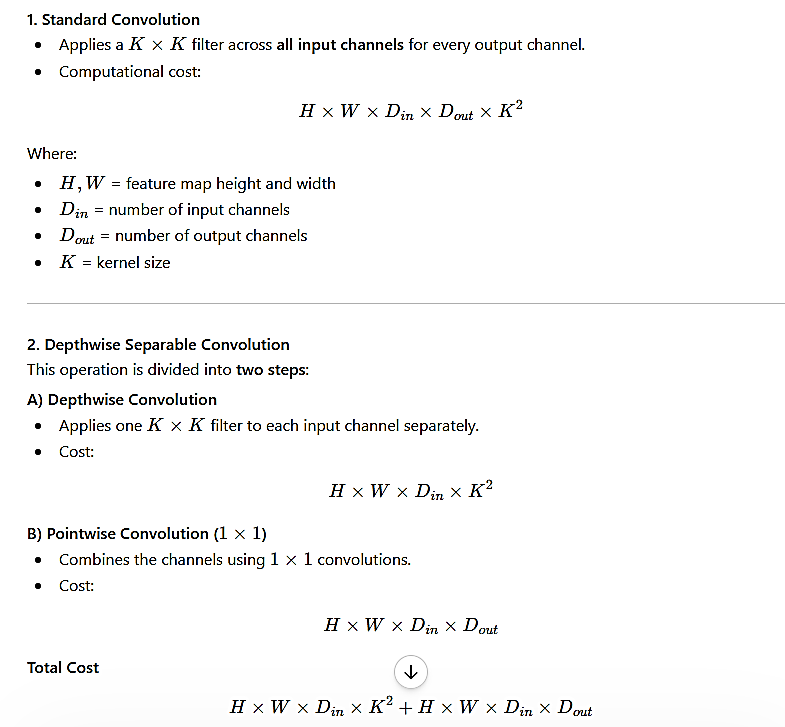 1. Standard Convolution
• Applies a K × K filter across all input channels for every output channel.
• Computational cost:
H × W × D_in × D_out × K²
Where:
• H, W = feature map height and width
• D_in = number of input channels
• D_out = number of output channels
• K = kernel size
2. Depthwise Separable Convolution
This operation is divided into two steps:
A) Depthwise Convolution
• Applies one K × K filter to each input channel separately.
• Cost:
H × W × D_in × K²
B) Pointwise Convolution (1 × 1)
• Combines the channels using 1 × 1 convolutions.
• Cost:
H × W × D_in × D_out
Total Cost
H × W × D_in × K² + H × W × D_in × D_out